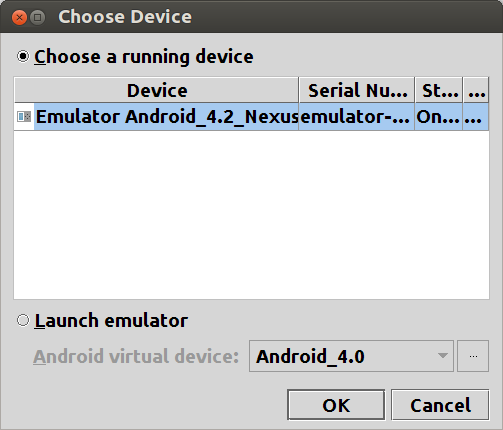 Choose Device
Choose a running device
Device Serial Nu... St... ...
Emulator Android_4.2_Nexus emulator-... On... ...
Launch emulator
Android virtual device: Android_4.0 ...
OK Cancel